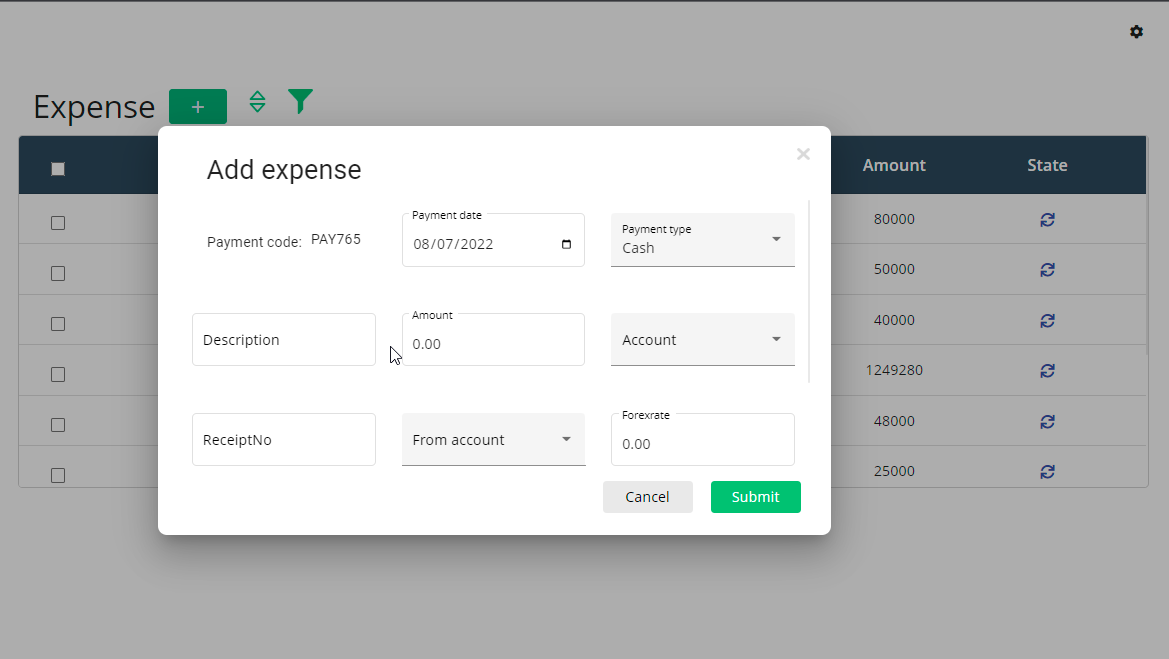 Expense +
Amount State
Add expense ×
Payment code: PAY765
Payment date
08/07/2022
Payment type
Cash
Description
Amount
0.00
Account
ReceiptNo
From account
Forexrate
0.00
Cancel Submit
80000
50000
40000
1249280
48000
25000